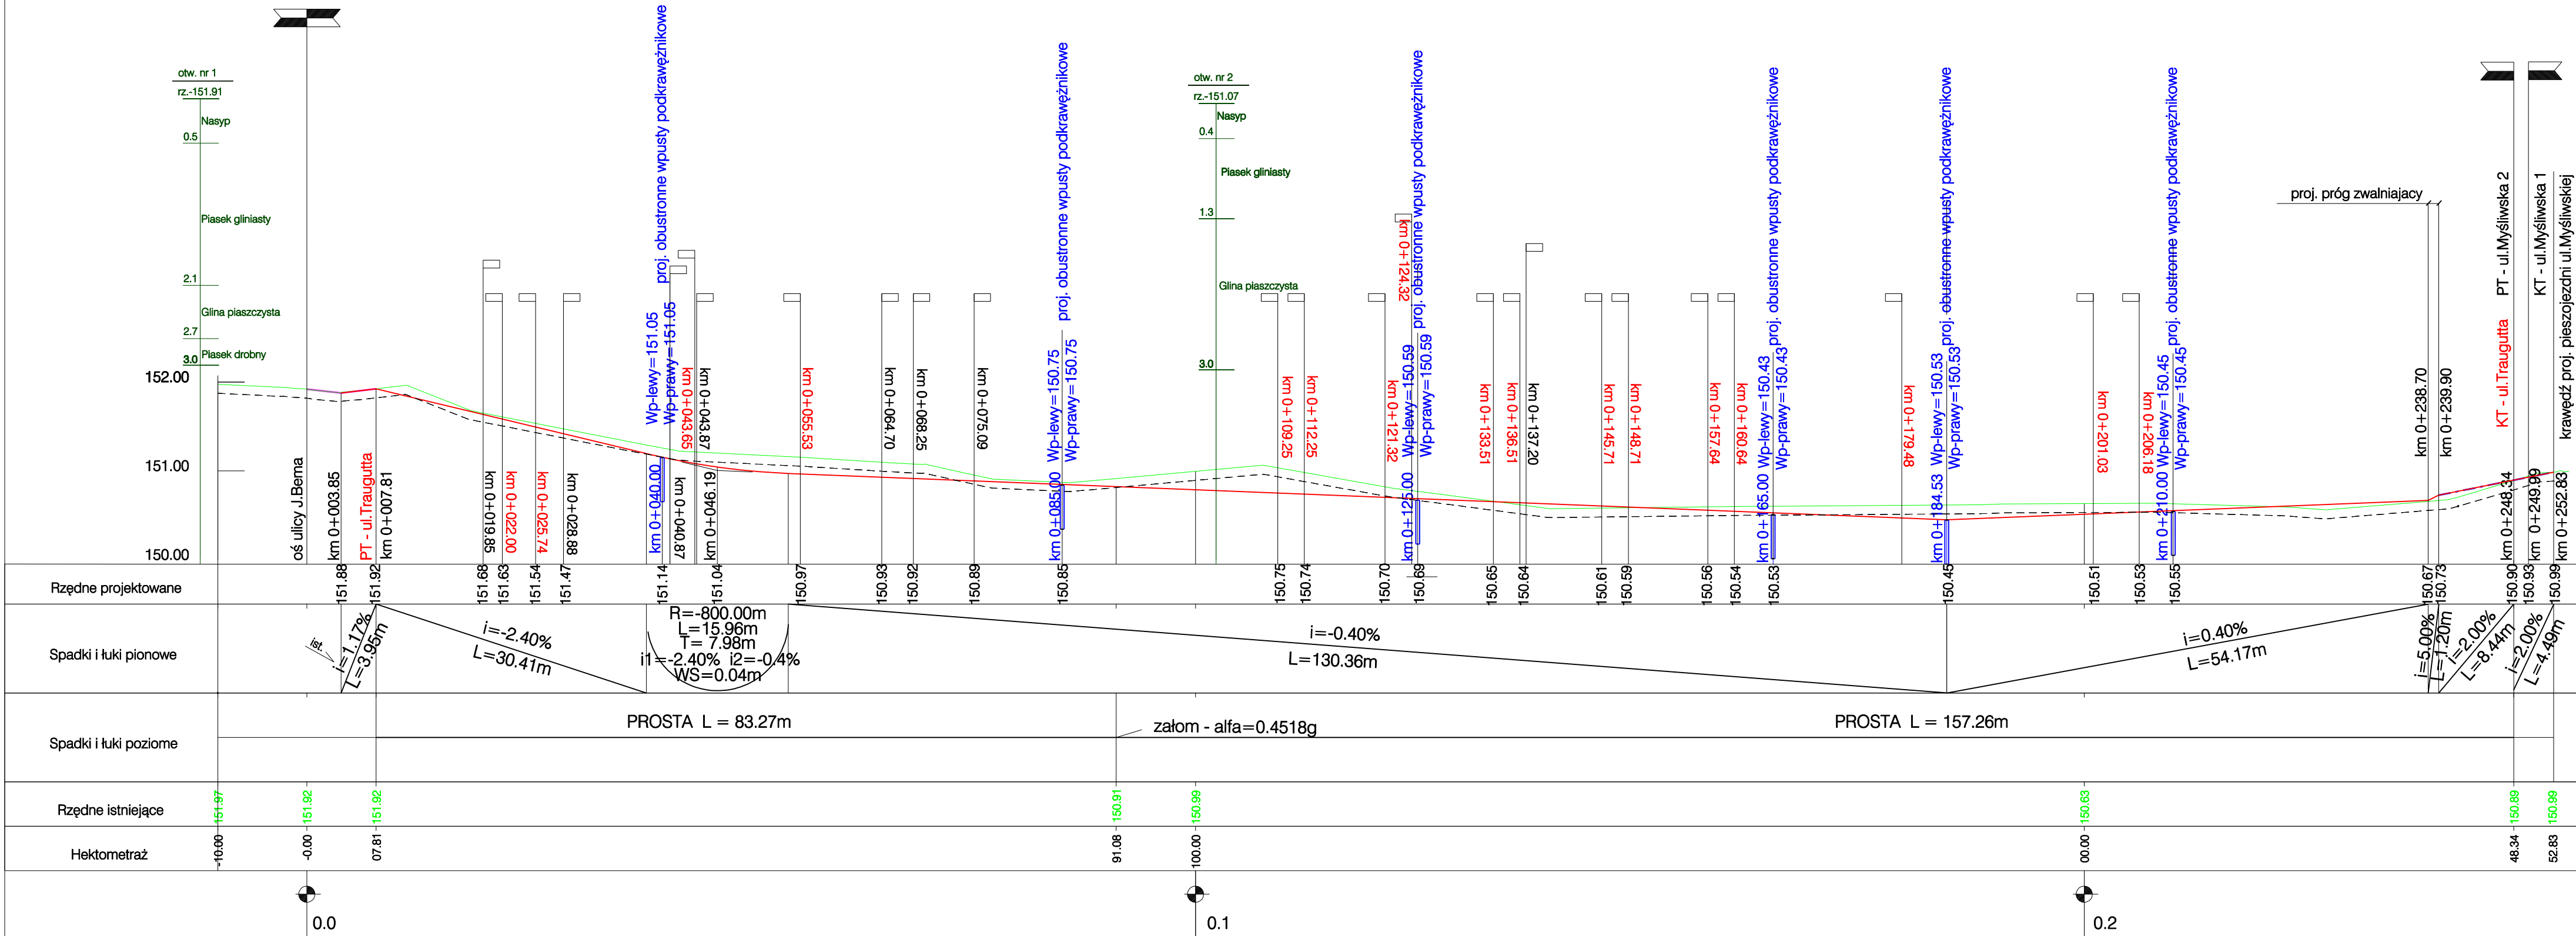 otw. nr 1
rz.-151.91
Nasyp
0.5
Piasek gliniasty
2.1
Glina piaszczysta
2.7
Piasek drobny
3.0
152.00
151.00
150.00
oś ulicy J.Bema
km 0+003.85
PT - ul.Traugutta
km 0+007.81
km 0+019.85
km 0+022.00
km 0+025.74
km 0+028.88
km 0+040.00
Wp-lewy=151.05
Wp-prawy=151.05
proj. obustronne wpusty podkrawężnikowe
km 0+040.87
km 0+043.65
km 0+043.87
km 0+046.19
km 0+055.53
km 0+064.70
km 0+068.25
km 0+075.09
km 0+085.00 Wp-lewy=150.75
Wp-prawy=150.75
proj. obustronne wpusty podkrawężnikowe
otw. nr 2
rz.-151.07
Nasyp
0.4
Piasek gliniasty
1.3
Glina piaszczysta
3.0
km 0+109.25
km 0+112.25
km 0+121.32
km 0+124.32
km 0+125.00 Wp-lewy=150.59
Wp-prawy=150.59
proj. obustronne wpusty podkrawężnikowe
km 0+133.51
km 0+136.51
km 0+137.20
km 0+145.71
km 0+148.71
km 0+157.64
km 0+160.64
km 0+165.00 Wp-lewy=150.43
Wp-prawy=150.43
proj. obustronne wpusty podkrawężnikowe
km 0+179.48
km 0+184.53 Wp-lewy=150.53
Wp-prawy=150.53
proj. obustronne wpusty podkrawężnikowe
km 0+201.03
km 0+206.18
km 0+210.00 Wp-lewy=150.45
Wp-prawy=150.45
proj. obustronne wpusty podkrawężnikowe
proj. próg zwalniajacy
km 0+238.70
km 0+239.90
km 0+248.34
KT - ul.Traugutta
PT - ul.Myśliwska 2
km 0+249.99
KT - ul.Myśliwska 1
km 0+252.83
krawędź proj. pieszojezdni ul.Myśliwskiej
Rzędne projektowane
151.88
151.92
151.68
151.63
151.54
151.47
151.14
151.04
150.97
150.93
150.92
150.89
150.85
150.75
150.74
150.70
150.69
150.65
150.64
150.61
150.59
150.56
150.54
150.53
150.45
150.51
150.53
150.55
150.67
150.73
150.90
150.93
150.99
Spadki i łuki pionowe
ist.
i=1.17%
L=3.95m
i=-2.40%
L=30.41m
R=-800.00m
L=15.96m
T= 7.98m
i1=-2.40% i2=-0.4%
WS=0.04m
i=-0.40%
L=130.36m
i=0.40%
L=54.17m
i=5.00%
L=1.20m
i=2.00%
L=8.44m
i=2.00%
L=4.49m
Spadki i łuki poziome
PROSTA L = 83.27m
załom - alfa=0.4518g
PROSTA L = 157.26m
Rzędne istniejące
151.97
151.92
151.92
150.91
150.99
150.63
150.89
150.99
Hektometraż
-10.00
-0.00
07.81
91.08
100.00
00.00
48.34
52.83
0.0
0.1
0.2